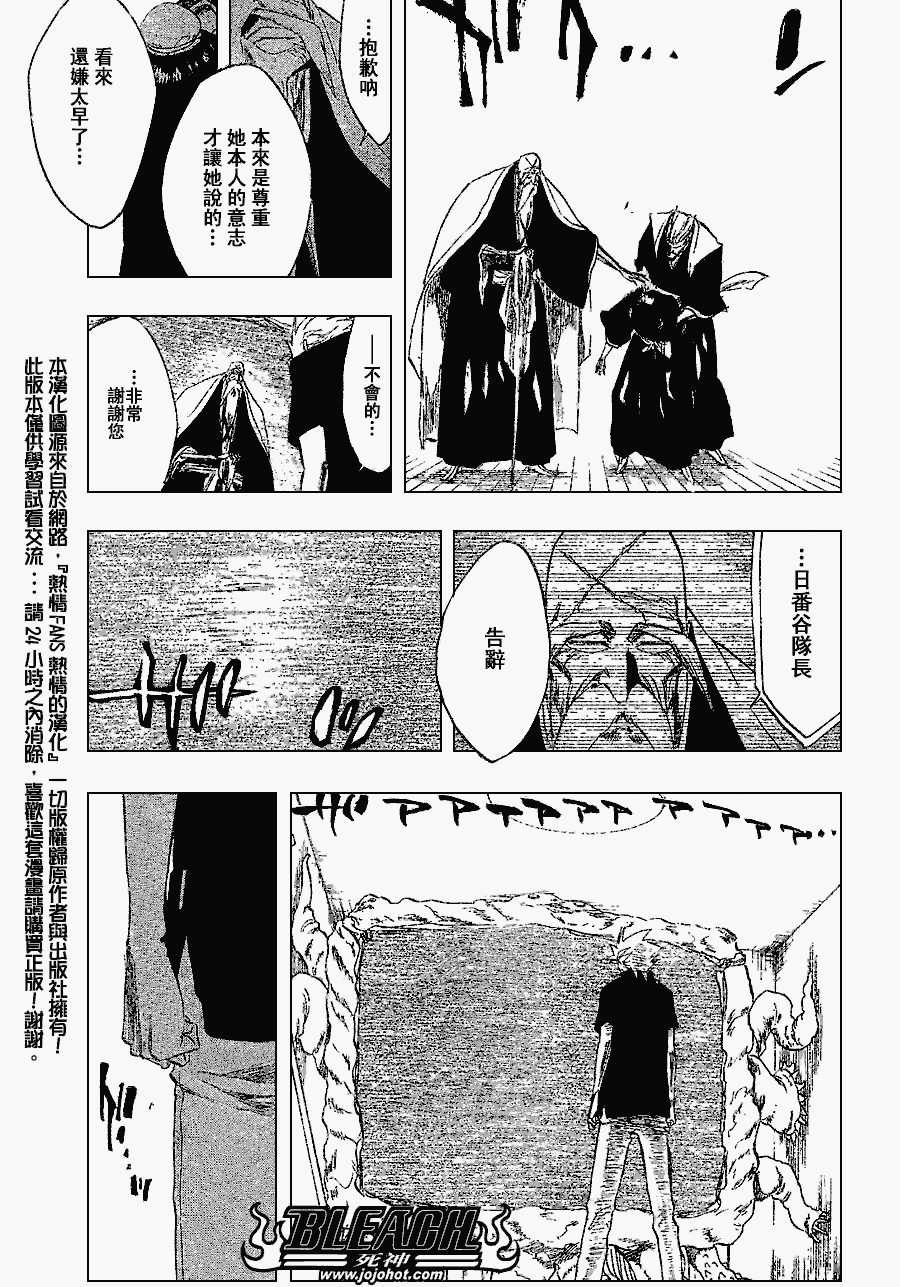 …抱歉吶
本來是尊重
她本人的意志
才讓她說的…
看來
還嫌太早了…
——不會的…
…非常
謝謝您
…日番谷隊長
告辭
本漢化圖源來自於網路，『熱情FANS 熱情的漢化』一切版權歸原作者與出版社擁有！
此版本僅供學習試看交流… 請24小時之內消除，喜歡這套漫畫請購買正版！謝謝。
BLEACH
死神
www.jojohot.com